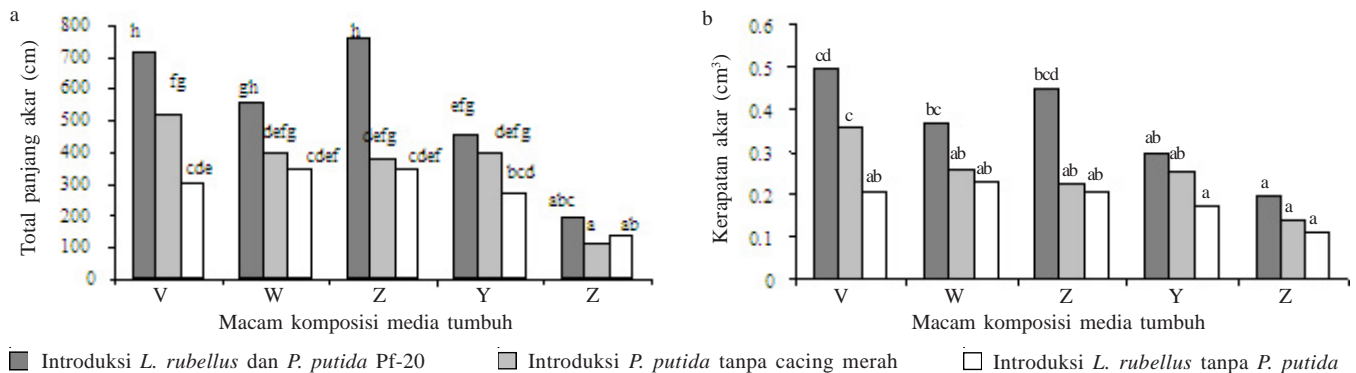 a
Total panjang akar (cm)
800
700
600
500
400
300
200
100
0
h
fg
cde
gh
defg
cdef
h
defg
cdef
efg
defg
bcd
abc
a
ab
V W Z Y Z
Macam komposisi media tumbuh
b
Kerapatan akar (cm³)
0.6
0.5
0.4
0.3
0.2
0.1
0
cd
c
ab
bc
ab
ab
bcd
ab
ab
ab
ab
a
a
a
a
V W Z Y Z
Macam komposisi media tumbuh
Introduksi L. rubellus dan P. putida Pf-20
Introduksi P. putida tanpa cacing merah
Introduksi L. rubellus tanpa P. putida